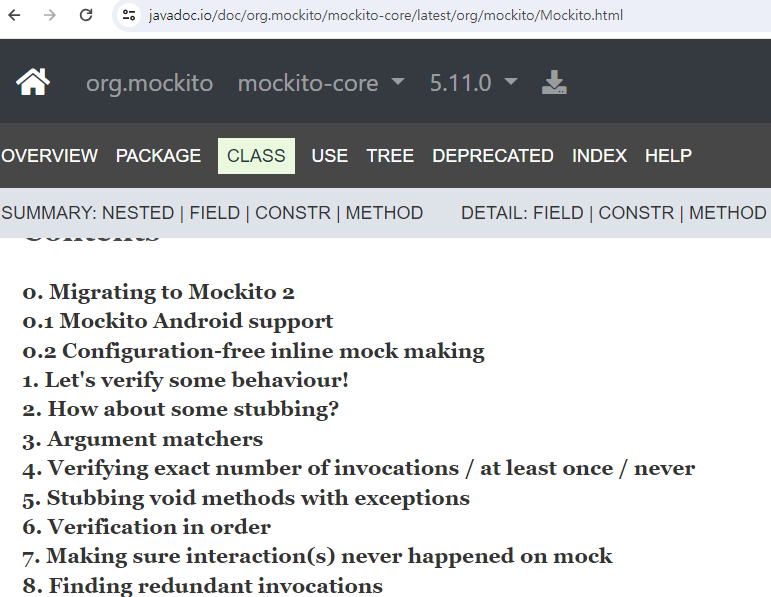 javadoc.io/doc/org.mockito/mockito-core/latest/org/mockito/Mockito.html
org.mockito mockito-core 5.11.0
OVERVIEW PACKAGE CLASS USE TREE DEPRECATED INDEX HELP
SUMMARY: NESTED | FIELD | CONSTR | METHOD DETAIL: FIELD | CONSTR | METHOD
Contents
0. Migrating to Mockito 2
0.1 Mockito Android support
0.2 Configuration-free inline mock making
1. Let's verify some behaviour!
2. How about some stubbing?
3. Argument matchers
4. Verifying exact number of invocations / at least once / never
5. Stubbing void methods with exceptions
6. Verification in order
7. Making sure interaction(s) never happened on mock
8. Finding redundant invocations